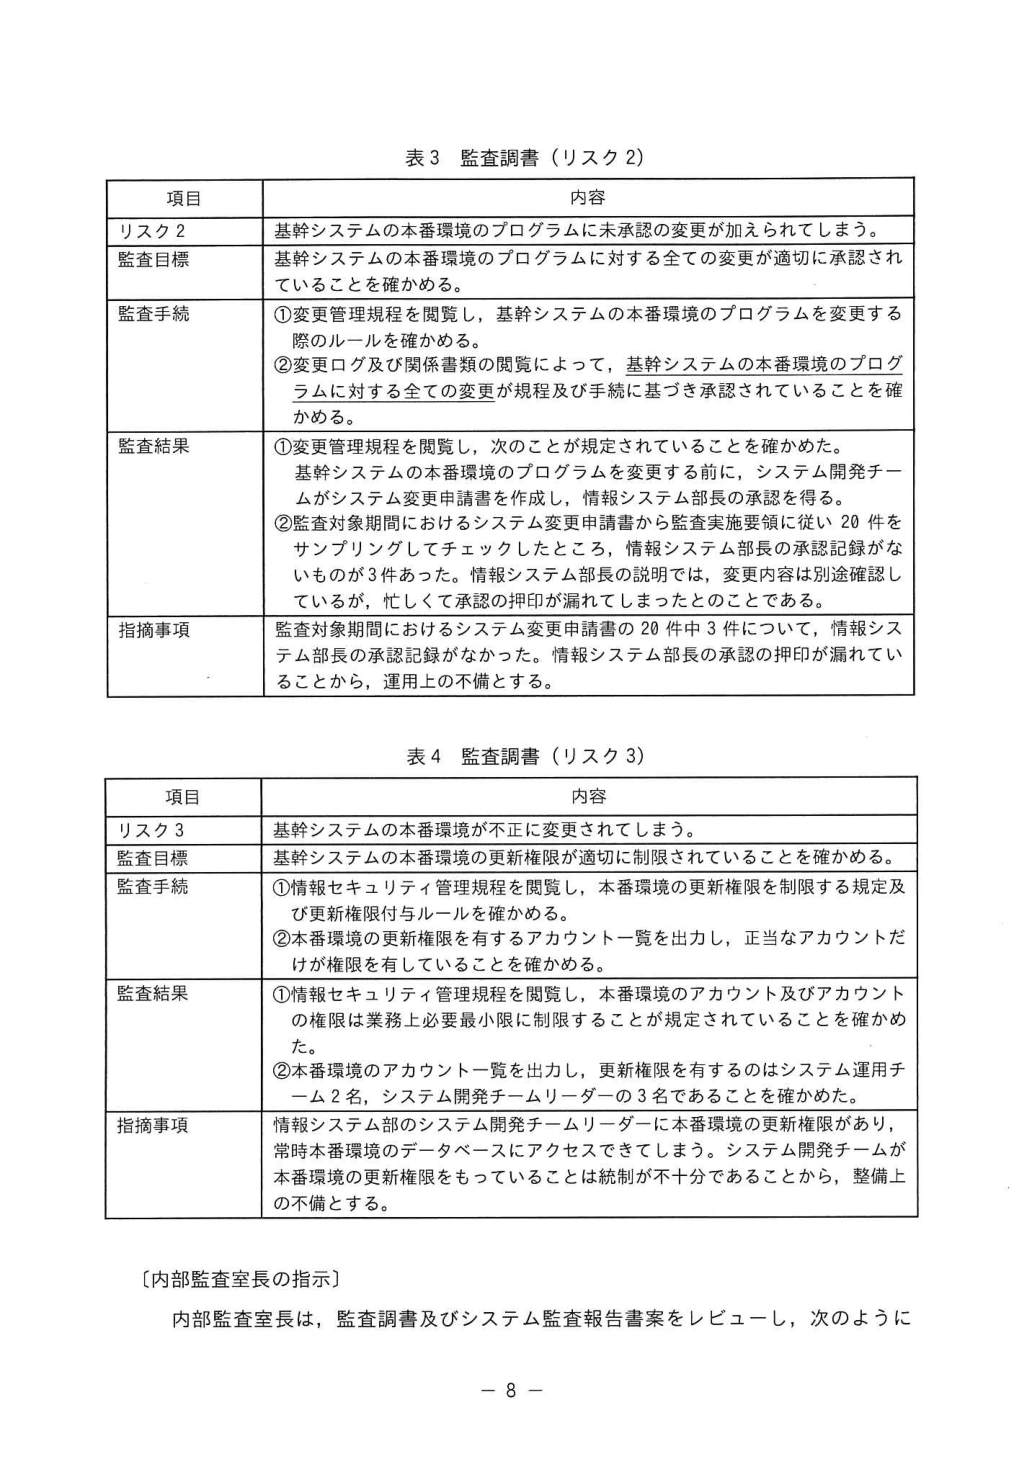 表3　監査調書（リスク2）
項目　内容
リスク2　基幹システムの本番環境のプログラムに未承認の変更が加えられてしまう。
監査目標　基幹システムの本番環境のプログラムに対する全ての変更が適切に承認され
ていることを確かめる。
監査手続　①変更管理規程を閲覧し，基幹システムの本番環境のプログラムを変更する
際のルールを確かめる。
②変更ログ及び関係書類の閲覧によって，基幹システムの本番環境のプログ
ラムに対する全ての変更が規程及び手続に基づき承認されていることを確
かめる。
監査結果　①変更管理規程を閲覧し，次のことが規定されていることを確かめた。
基幹システムの本番環境のプログラムを変更する前に，システム開発チー
ムがシステム変更申請書を作成し，情報システム部長の承認を得る。
②監査対象期間におけるシステム変更申請書から監査実施要領に従い 20 件を
サンプリングしてチェックしたところ，情報システム部長の承認記録がな
いものが3件あった。情報システム部長の説明では，変更内容は別途確認し
ているが，忙しくて承認の押印が漏れてしまったとのことである。
指摘事項　監査対象期間におけるシステム変更申請書の 20 件中 3 件について，情報シス
テム部長の承認記録がなかった。情報システム部長の承認の押印が漏れてい
ることから，運用上の不備とする。
表4　監査調書（リスク3）
項目　内容
リスク3　基幹システムの本番環境が不正に変更されてしまう。
監査目標　基幹システムの本番環境の更新権限が適切に制限されていることを確かめる。
監査手続　①情報セキュリティ管理規程を閲覧し，本番環境の更新権限を制限する規定及
び更新権限付与ルールを確かめる。
②本番環境の更新権限を有するアカウント一覧を出力し，正当なアカウントだ
けが権限を有していることを確かめる。
監査結果　①情報セキュリティ管理規程を閲覧し，本番環境のアカウント及びアカウント
の権限は業務上必要最小限に制限することが規定されていることを確かめ
た。
②本番環境のアカウント一覧を出力し，更新権限を有するのはシステム運用チ
ーム2名，システム開発チームリーダーの3名であることを確かめた。
指摘事項　情報システム部のシステム開発チームリーダーに本番環境の更新権限があり，
常時本番環境のデータベースにアクセスできてしまう。システム開発チームが
本番環境の更新権限をもっていることは統制が不十分であることから，整備上
の不備とする。
〔内部監査室長の指示〕
内部監査室長は，監査調書及びシステム監査報告書案をレビューし，次のように
－ 8 －